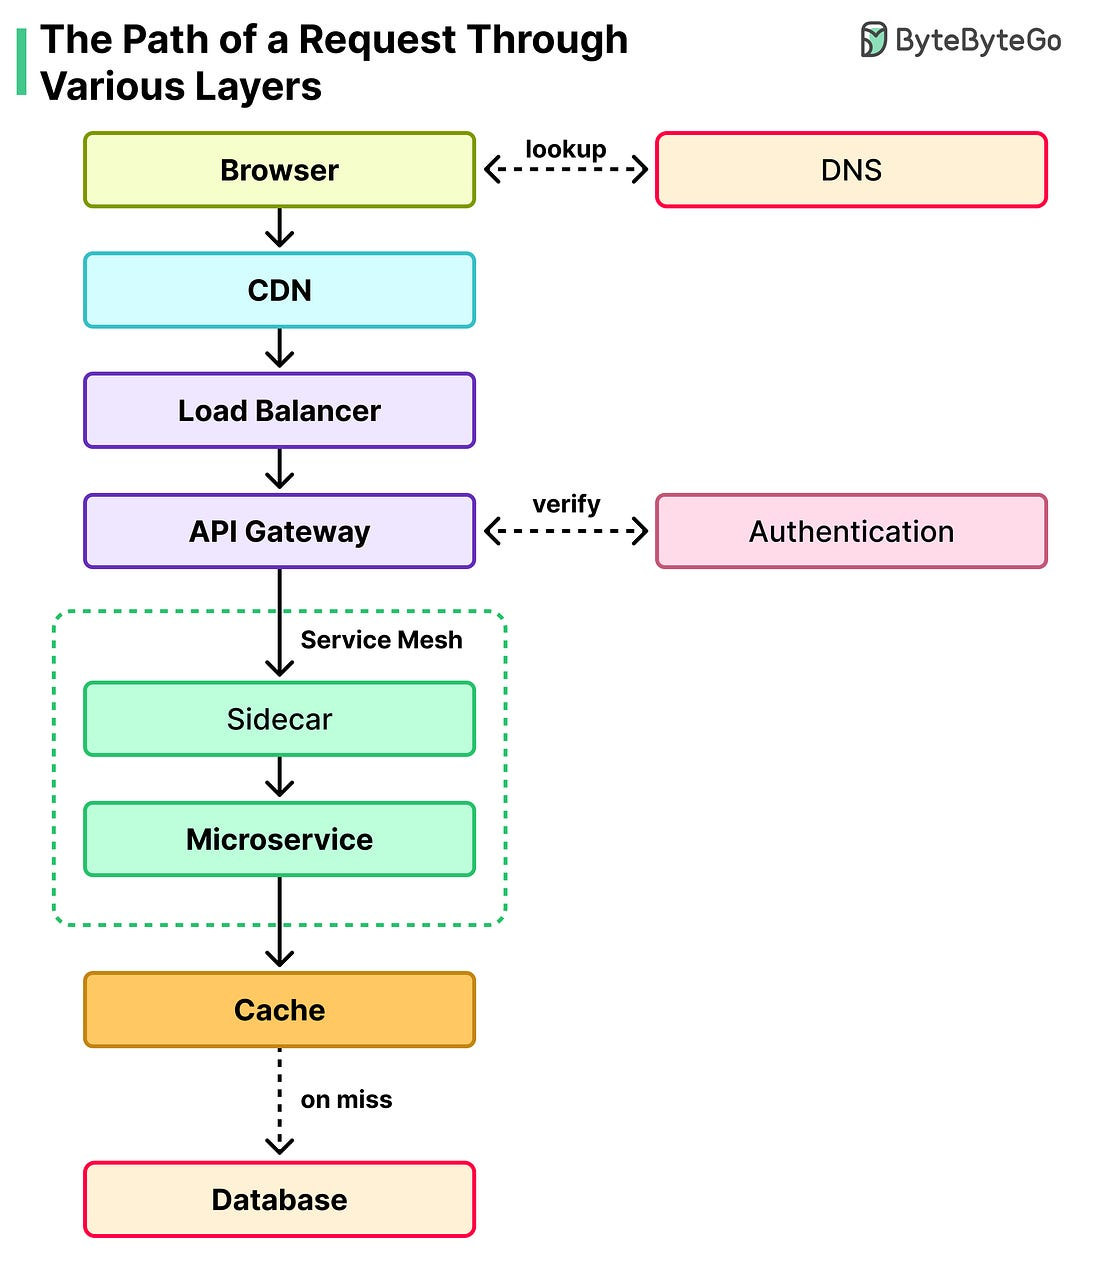 The Path of a Request Through
Various Layers
ByteByteGo
Browser
lookup
DNS
CDN
Load Balancer
API Gateway
verify
Authentication
Service Mesh
Sidecar
Microservice
Cache
on miss
Database